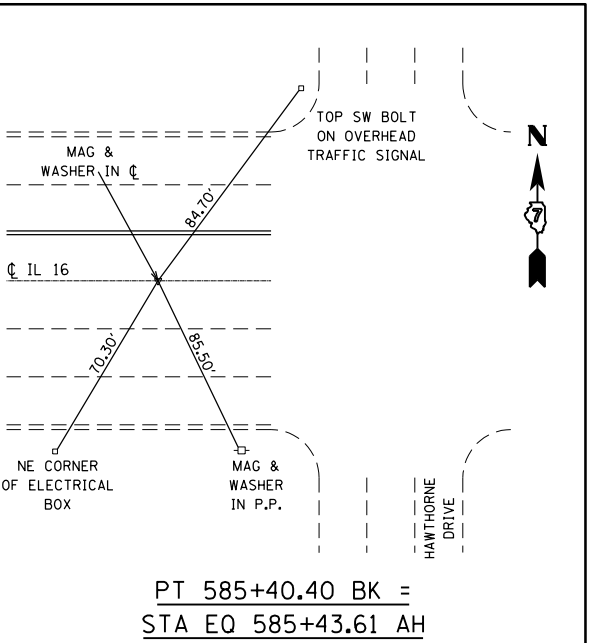 TOP SW BOLT
ON OVERHEAD
TRAFFIC SIGNAL
N
7
MAG &
WASHER IN ℄
84.70'
℄ IL 16
70.30'
85.50'
NE CORNER
OF ELECTRICAL
BOX
MAG &
WASHER
IN P.P.
HAWTHORNE
DRIVE
PT 585+40.40 BK =
STA EQ 585+43.61 AH